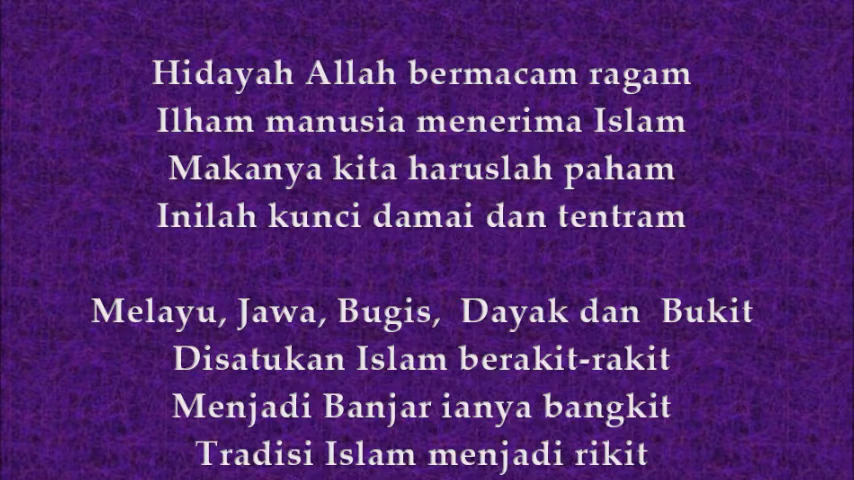 Hidayah Allah bermacam ragam
Ilham manusia menerima Islam
Makanya kita haruslah paham
Inilah kunci damai dan tentram
Melayu, Jawa, Bugis, Dayak dan Bukit
Disatukan Islam berakit-rakit
Menjadi Banjar ianya bangkit
Tradisi Islam menjadi rikit